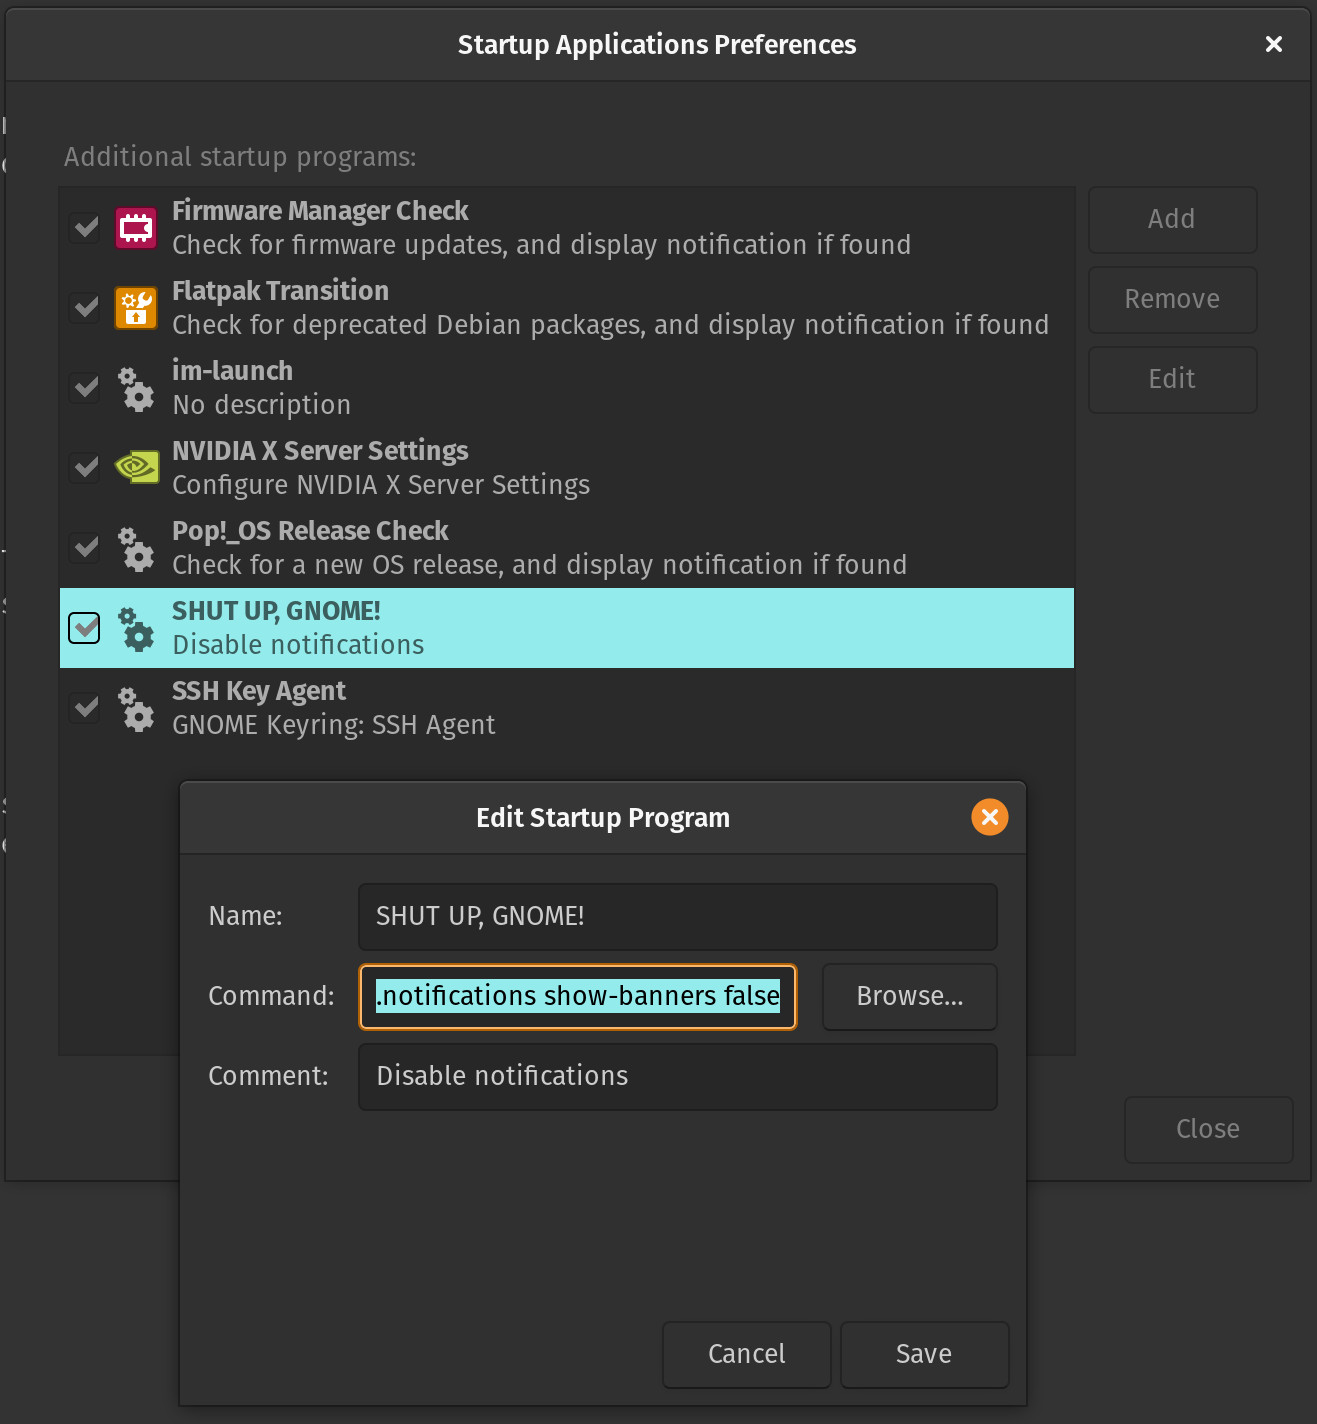 Startup Applications Preferences
Additional startup programs:
Firmware Manager Check
Check for firmware updates, and display notification if found
Add
Flatpak Transition
Check for deprecated Debian packages, and display notification if found
Remove
im-launch
No description
Edit
NVIDIA X Server Settings
Configure NVIDIA X Server Settings
Pop!_OS Release Check
Check for a new OS release, and display notification if found
SHUT UP, GNOME!
Disable notifications
SSH Key Agent
GNOME Keyring: SSH Agent
Edit Startup Program
Name: SHUT UP, GNOME!
Command: .notifications show-banners false Browse...
Comment: Disable notifications
Close
Cancel Save